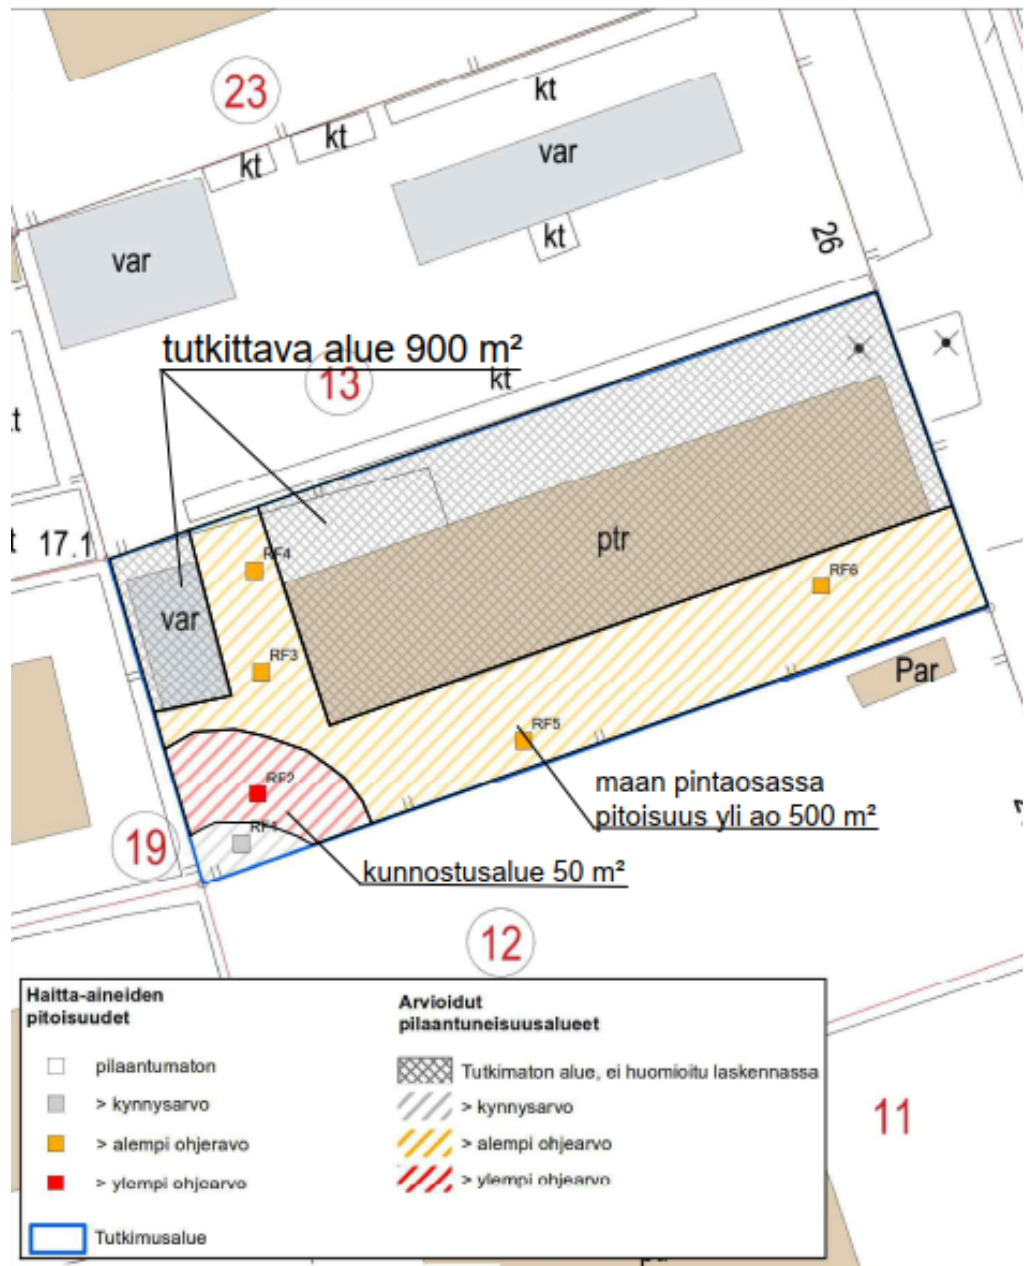 23
kt
kt
kt
var
kt
var
26
tutkittava alue 900 m²
13
kt
17.1
RF4
ptr
RF6
var
RF3
Par
RF5
RF2
maan pintaosassa
pitoisuus yli ao 500 m²
19
RF1
kunnostusalue 50 m²
12
Haitta-aineiden
pitoisuudet
pilaantumaton
> kynnysarvo
> alempi ohjeravo
> ylempi ohjearvo
Tutkimusalue
Arvioidut
pilaantuneisuusalueet
Tutkimaton alue, ei huomioitu laskennassa
> kynnysarvo
> alempi ohjearvo
> ylempi ohjearvo
11